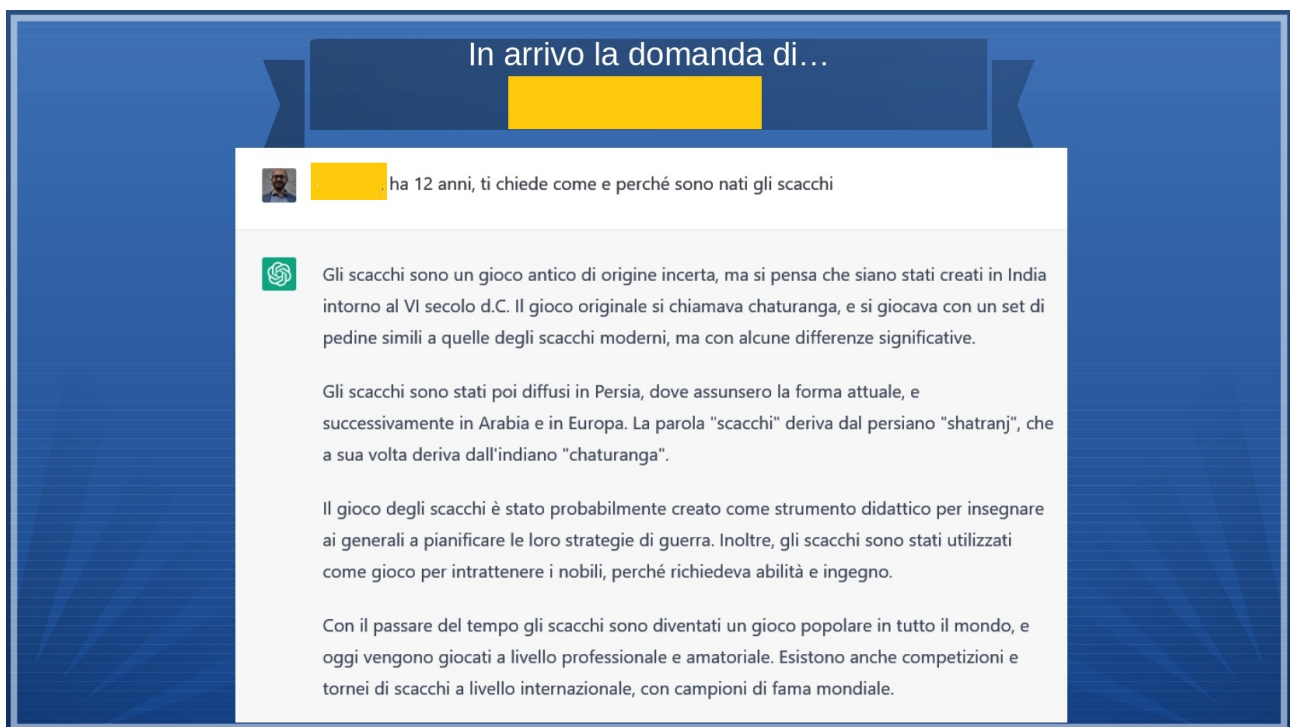 In arrivo la domanda di...
ha 12 anni, ti chiede come e perché sono nati gli scacchi
Gli scacchi sono un gioco antico di origine incerta, ma si pensa che siano stati creati in India
intorno al VI secolo d.C. Il gioco originale si chiamava chaturanga, e si giocava con un set di
pedine simili a quelle degli scacchi moderni, ma con alcune differenze significative.
Gli scacchi sono stati poi diffusi in Persia, dove assunsero la forma attuale, e
successivamente in Arabia e in Europa. La parola "scacchi" deriva dal persiano "shatranj", che
a sua volta deriva dall'indiano "chaturanga".
Il gioco degli scacchi è stato probabilmente creato come strumento didattico per insegnare
ai generali a pianificare le loro strategie di guerra. Inoltre, gli scacchi sono stati utilizzati
come gioco per intrattenere i nobili, perché richiedeva abilità e ingegno.
Con il passare del tempo gli scacchi sono diventati un gioco popolare in tutto il mondo, e
oggi vengono giocati a livello professionale e amatoriale. Esistono anche competizioni e
tornei di scacchi a livello internazionale, con campioni di fama mondiale.